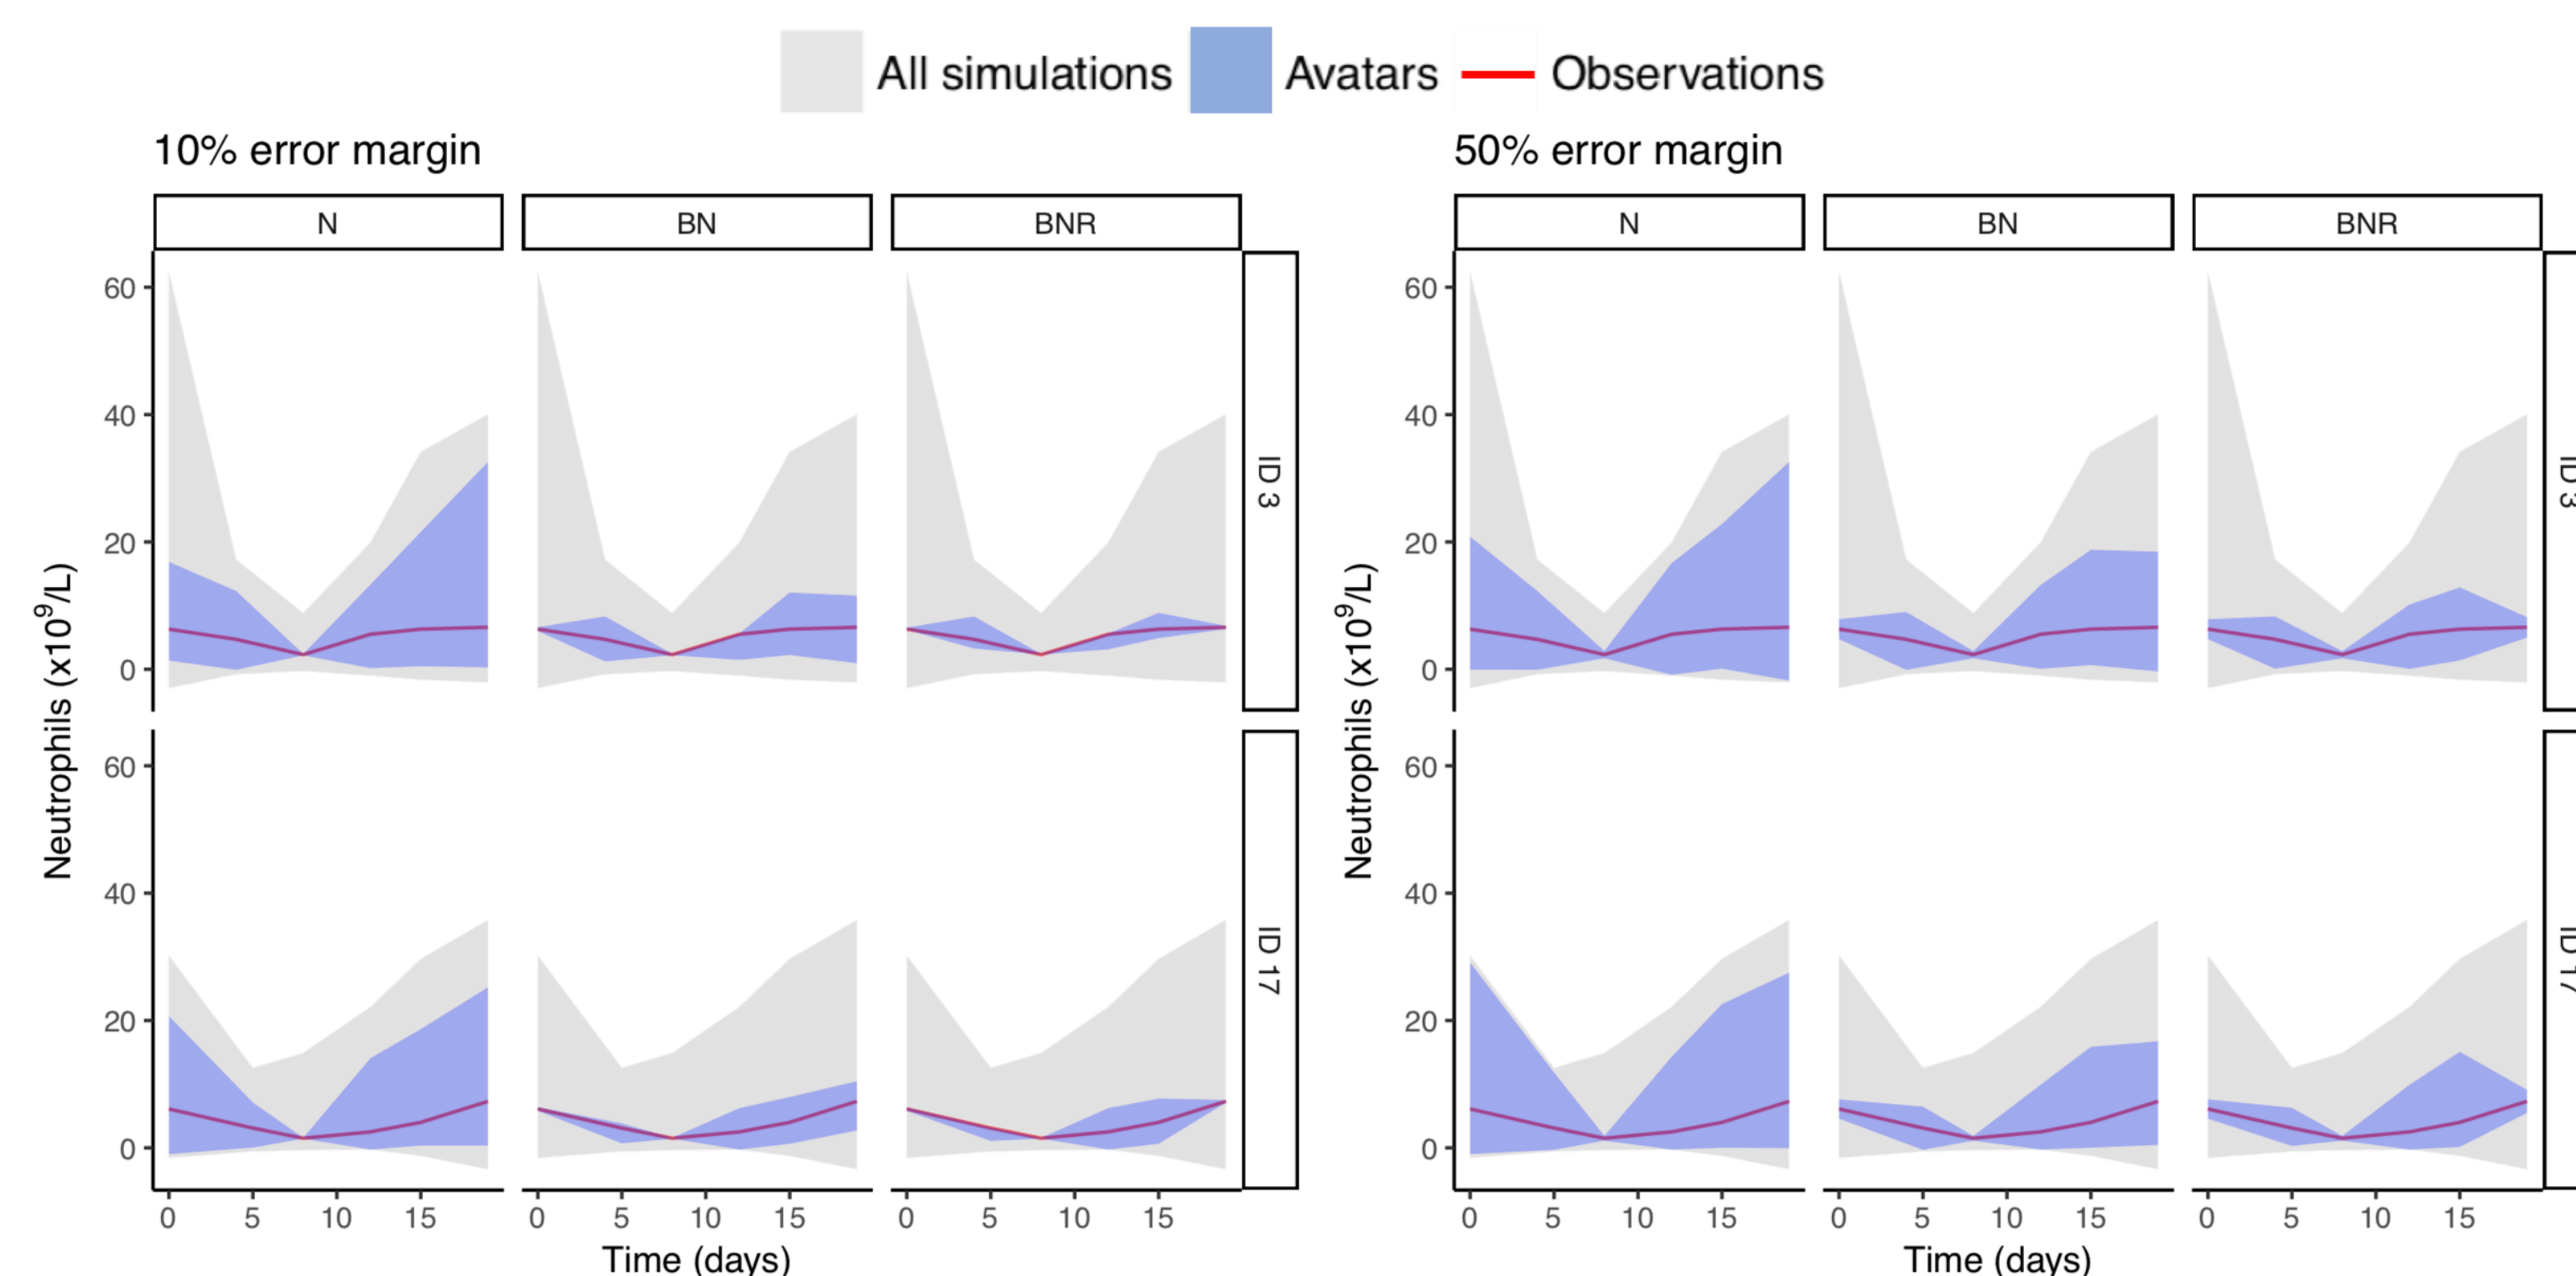 All simulations Avatars Observations
10% error margin 50% error margin
N BN BNR N BN BNR
60 60
40 40
20 20
0 0
ID 3 ID 3
Neutrophils (x10⁹/L) Neutrophils (x10⁹/L)
60 60
40 40
20 20
0 0
ID 17
0 5 10 15 0 5 10 15 0 5 10 15 0 5 10 15 0 5 10 15 0 5 10 15
Time (days) Time (days)